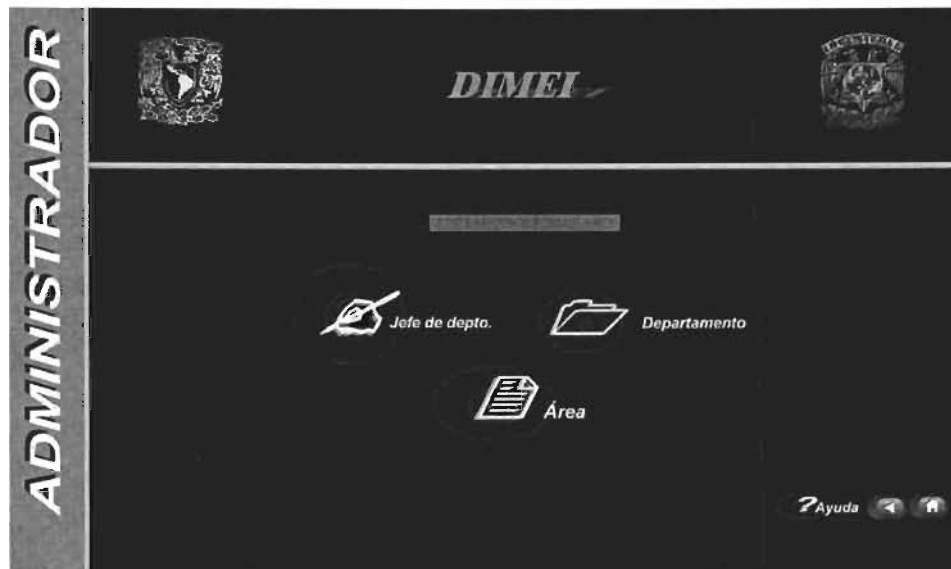 ADMINISTRADOR
DIMEI
Jefe de depto.
Departamento
Área
? Ayuda